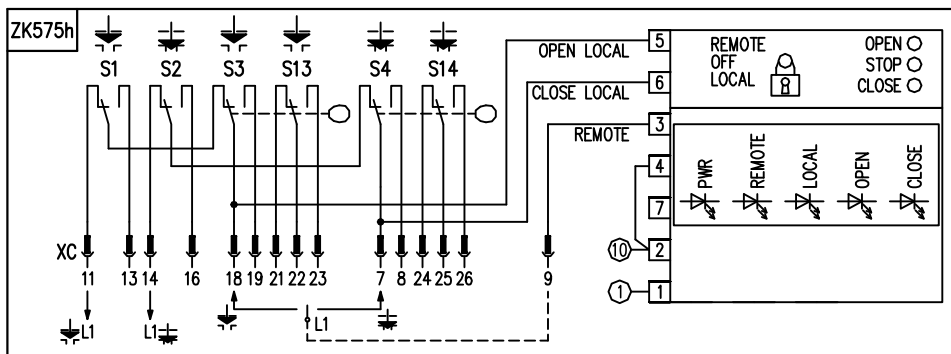 ZK575h
S1 S2 S3 S13 S4 S14
OPEN LOCAL 5
CLOSE LOCAL 6
REMOTE 3
4
7
10 2
1 1
REMOTE
OFF
LOCAL
OPEN
STOP
CLOSE
PWR REMOTE LOCAL OPEN CLOSE
XC
11 13 14 16 18 19 21 22 23 7 8 24 25 26 9
L1 L1 L1